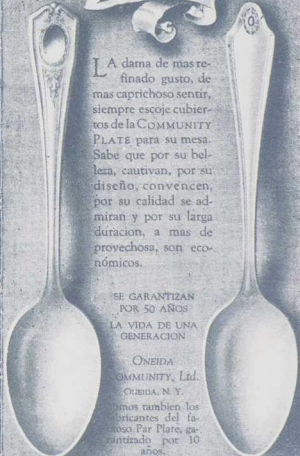 LA dama de mas re-
finado gusto, de
mas caprichoso sentir,
siempre escoje cubier-
tos de la COMMUNITY
PLATE para su mesa.
Sabe que por su bel-
leza, cautivan, por su
diseño, convencen,
por su calidad se ad-
miran y por su larga
duracion, a mas de
provechosa, son eco-
nómicos.
SE GARANTIZAN
POR 50 AÑOS
LA VIDA DE UNA
GENERACION
ONEIDA
COMMUNITY, Ltd.
ONEIDA, N. Y.
mos tambien los
bricantes del fa-
moso Par Plate, ga-
rantizado por 10
años.